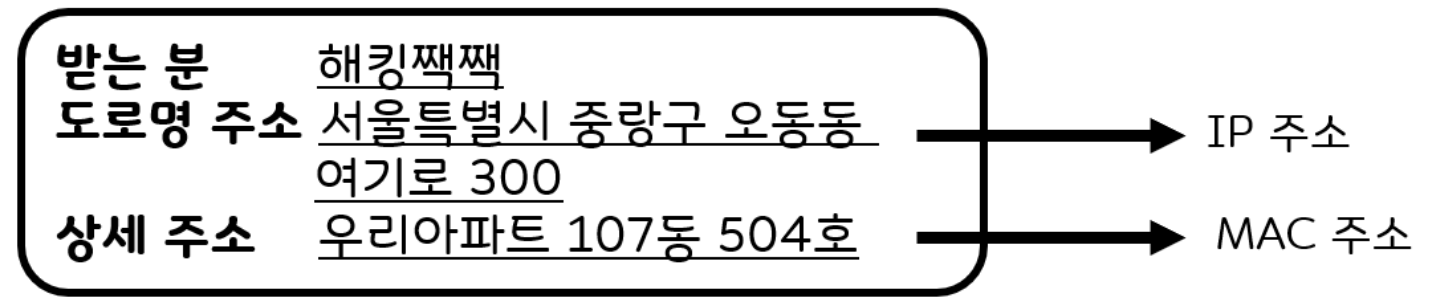 받는 분 해킹짹짹
도로명 주소 서울특별시 중랑구 오동동
여기로 300
상세 주소 우리아파트 107동 504호
IP 주소
MAC 주소